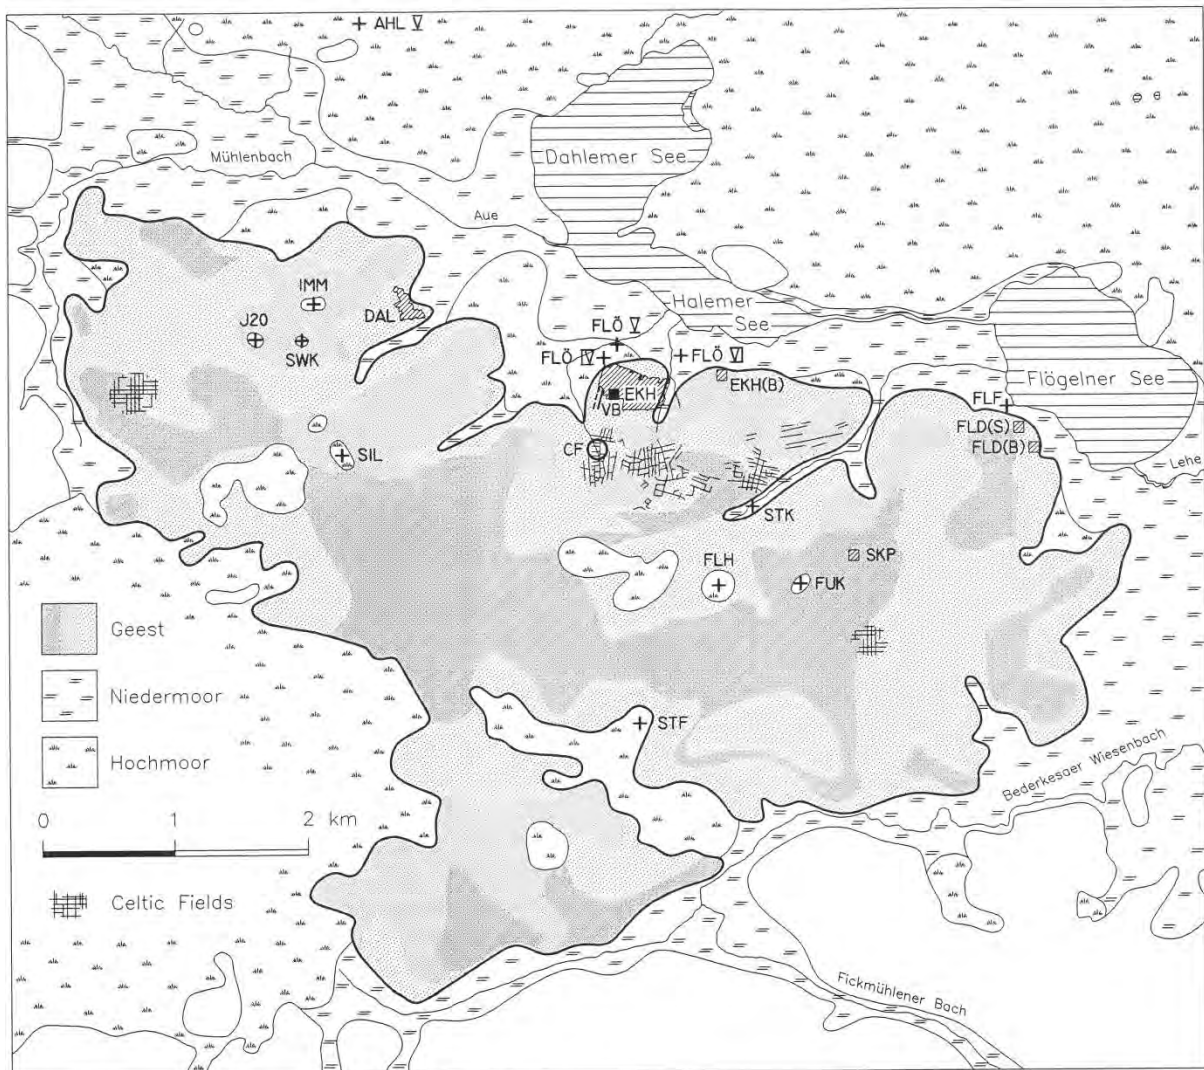 AHL V
Mühlenbach
Dahlemer See
Aue
IMM
Halemer
See
J20
SWK
DAL
FLÖ V
FLÖ IV
FLÖ VI
EKH
VB
EKH(B)
Flögelner See
FLF
FLD(S)
FLD(B)
Lehe
CF
SIL
STK
FLH
SKP
FUK
Geest
Niedermoor
STF
Hochmoor
Bederkesaer Wiesenbach
0 1 2 km
Celtic Fields
Fickmühlener Bach